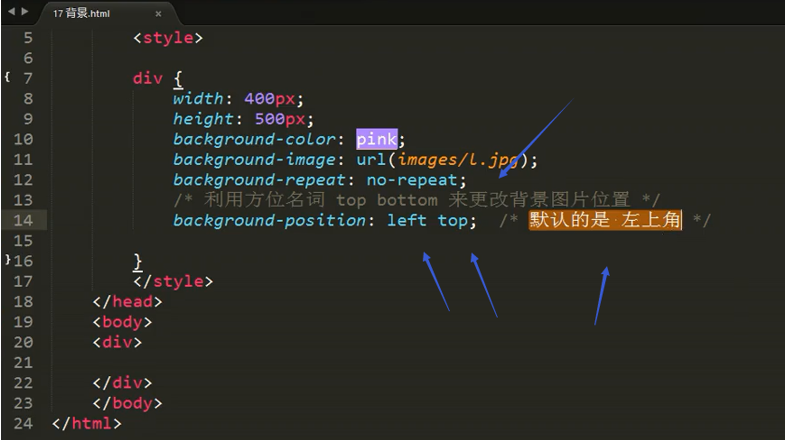 17 背景.html ×
5 <style>
6
7 div {
8 width: 400px;
9 height: 500px;
10 background-color: pink;
11 background-image: url(images/l.jpg);
12 background-repeat: no-repeat;
13 /* 利用方位名词 top bottom 来更改背景图片位置 */
14 background-position: left top; /* 默认的是 左上角 */
15
16 }
17 </style>
18 </head>
19 <body>
20 <div>
21
22 </div>
23 </body>
24 </html>